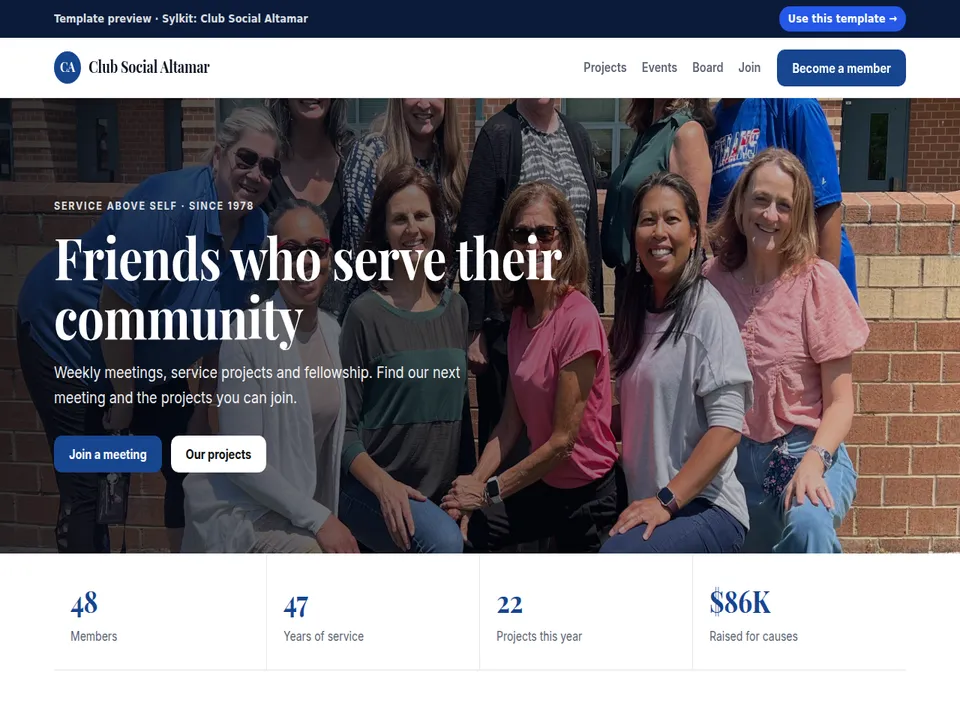 Template preview · Sylkit: Club Social Altamar
Use this template →
CA
Club Social Altamar
Projects
Events
Board
Join
Become a member
SERVICE ABOVE SELF · SINCE 1978
Friends who serve their
community
Weekly meetings, service projects and fellowship. Find our next
meeting and the projects you can join.
Join a meeting
Our projects
48
Members
47
Years of service
22
Projects this year
$86K
Raised for causes